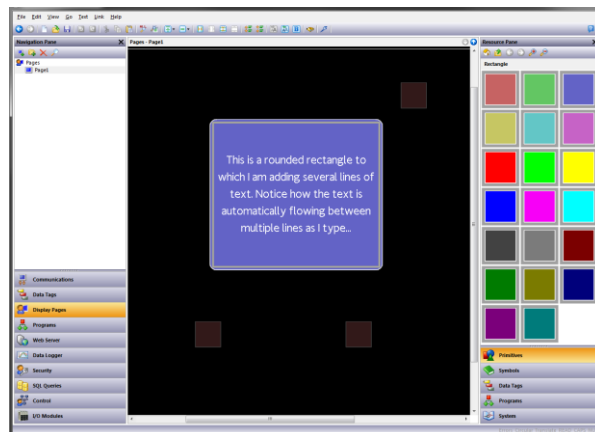 File Edit View Go Text Link Help
Navigation Pane
Pages - Page1
Resource Pane
Pages
Page1
Rectangle
This is a rounded rectangle to
which I am adding several lines of
text. Notice how the text is
automatically flowing between
multiple lines as I type...
Communications
Data Tags
Display Pages
Programs
Web Server
Data Logger
Security
SQL Queries
Control
I/O Modules
Primitives
Symbols
Data Tags
Programs
System